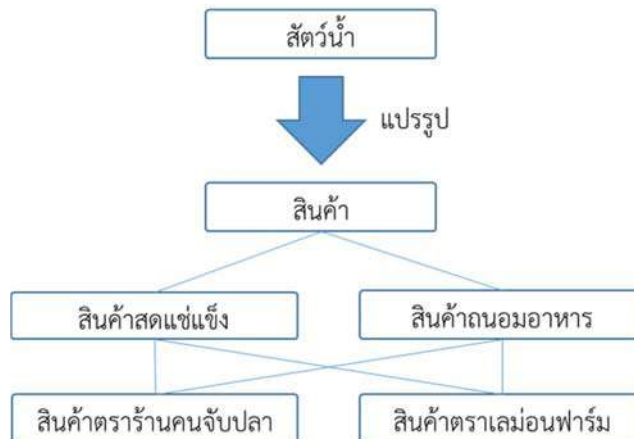 สัตว์น้ำ
แปรรูป
สินค้า
สินค้าสดแช่แข็ง
สินค้าถนอมอาหาร
สินค้าตราร้านคนจับปลา
สินค้าตราเลม่อนฟาร์ม